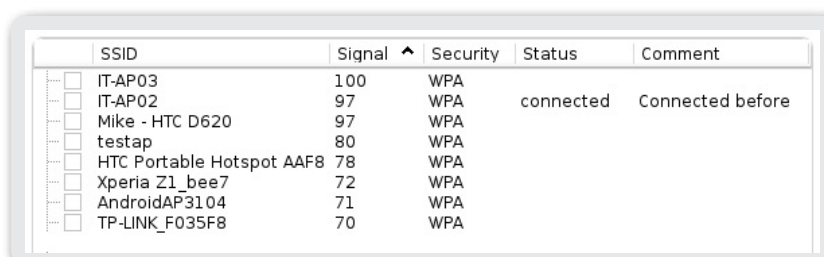 SSID Signal Security Status Comment
IT-AP03 100 WPA
IT-AP02 97 WPA connected Connected before
Mike - HTC D620 97 WPA
testap 80 WPA
HTC Portable Hotspot AAF8 78 WPA
Xperia Z1_bee7 72 WPA
AndroidAP3104 71 WPA
TP-LINK_F035F8 70 WPA